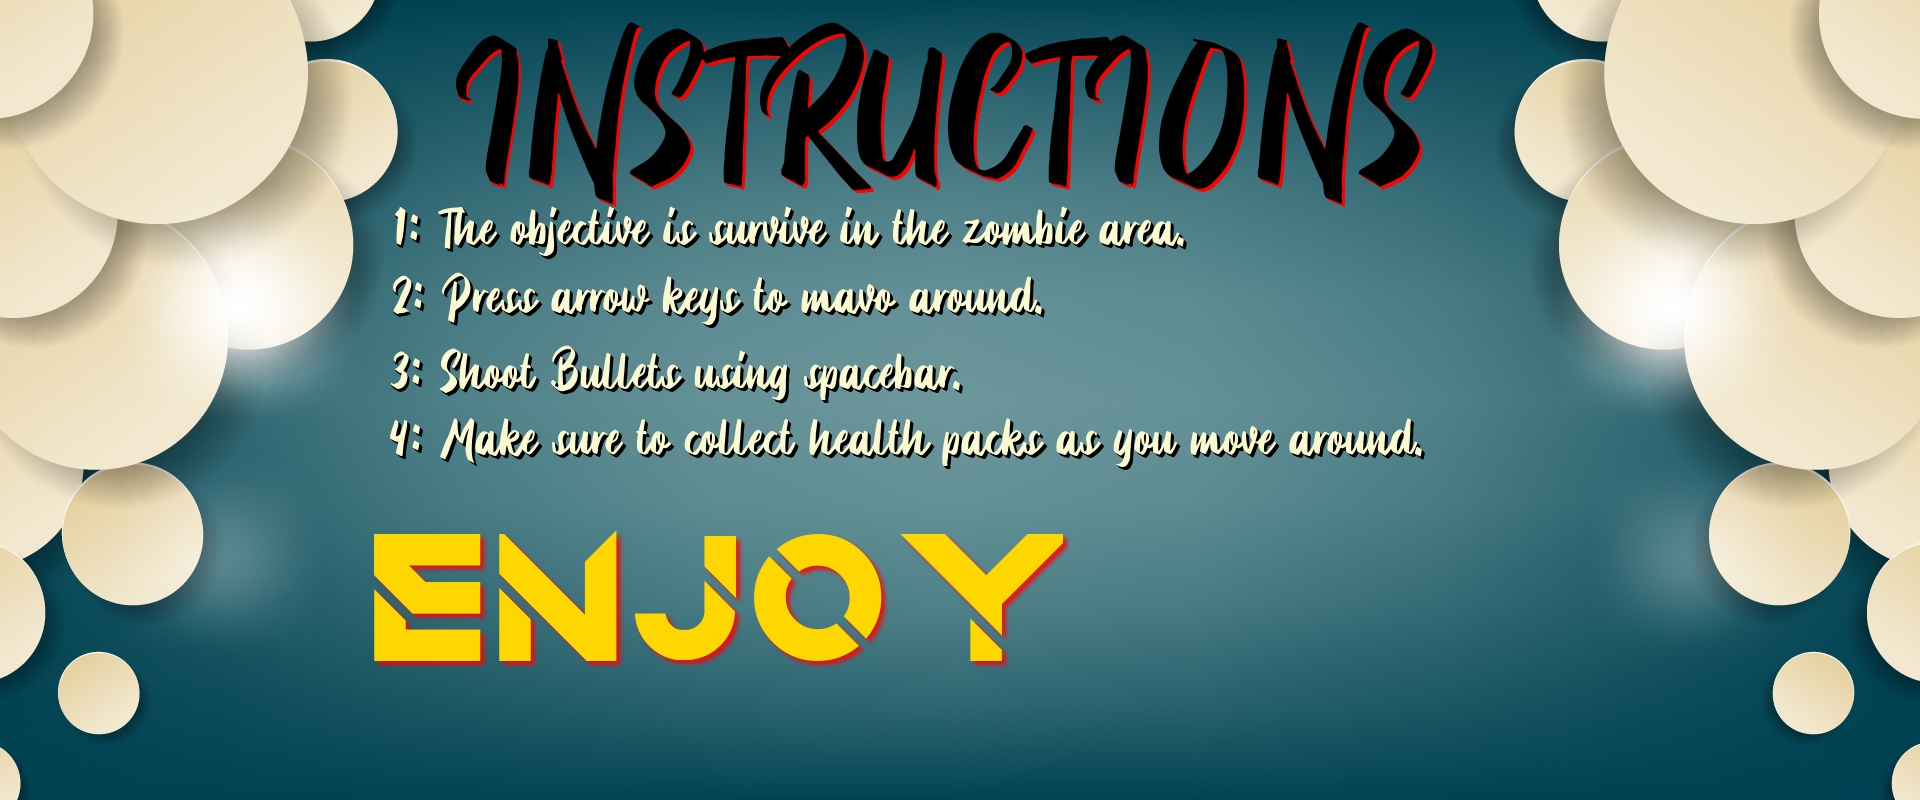 INSTRUCTIONS
1: The objective is survive in the zombie area.
2: Press arrow keys to mavo around.
3: Shoot Bullets using spacebar.
4: Make sure to collect health packs as you move around.
ENJOY